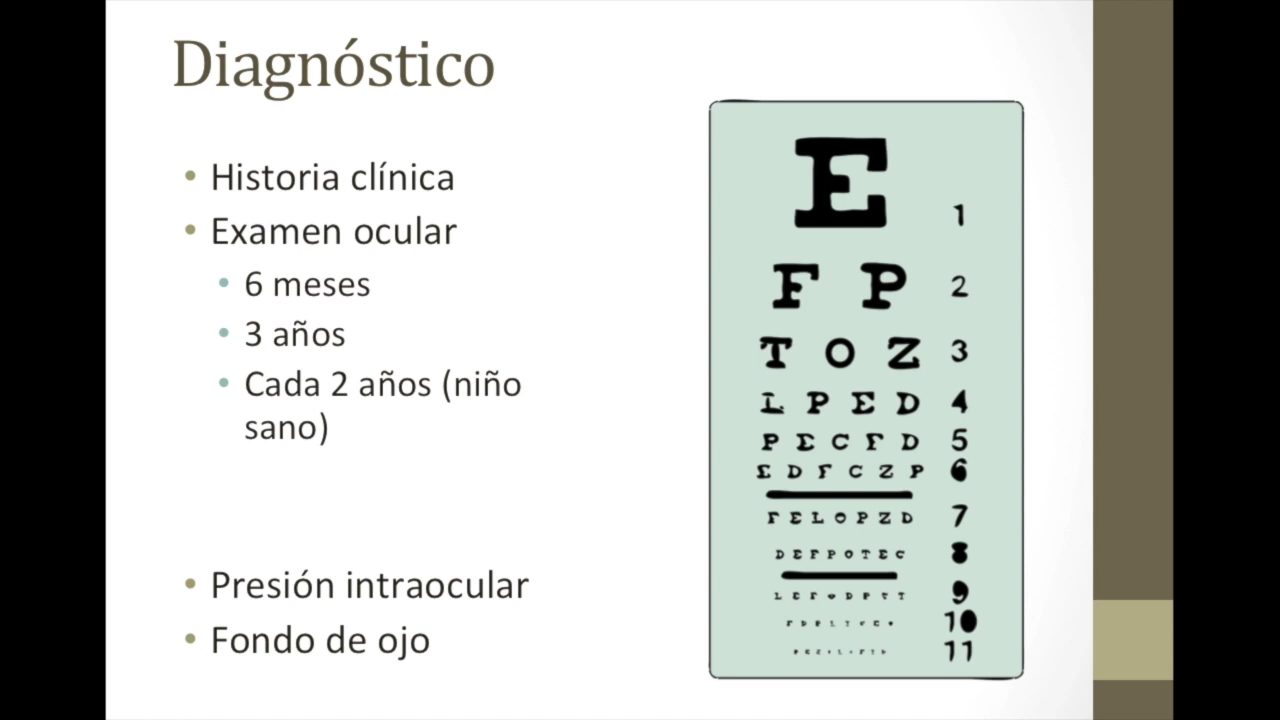 Diagnóstico
• Historia clínica
• Examen ocular
• 6 meses
• 3 años
• Cada 2 años (niño
sano)
• Presión intraocular
• Fondo de ojo
E 1
F P 2
T O Z 3
L P E D 4
P E C F D 5
E D F C Z P 6
F E L O P Z D 7
D E F P O T E C 8
9
10
11